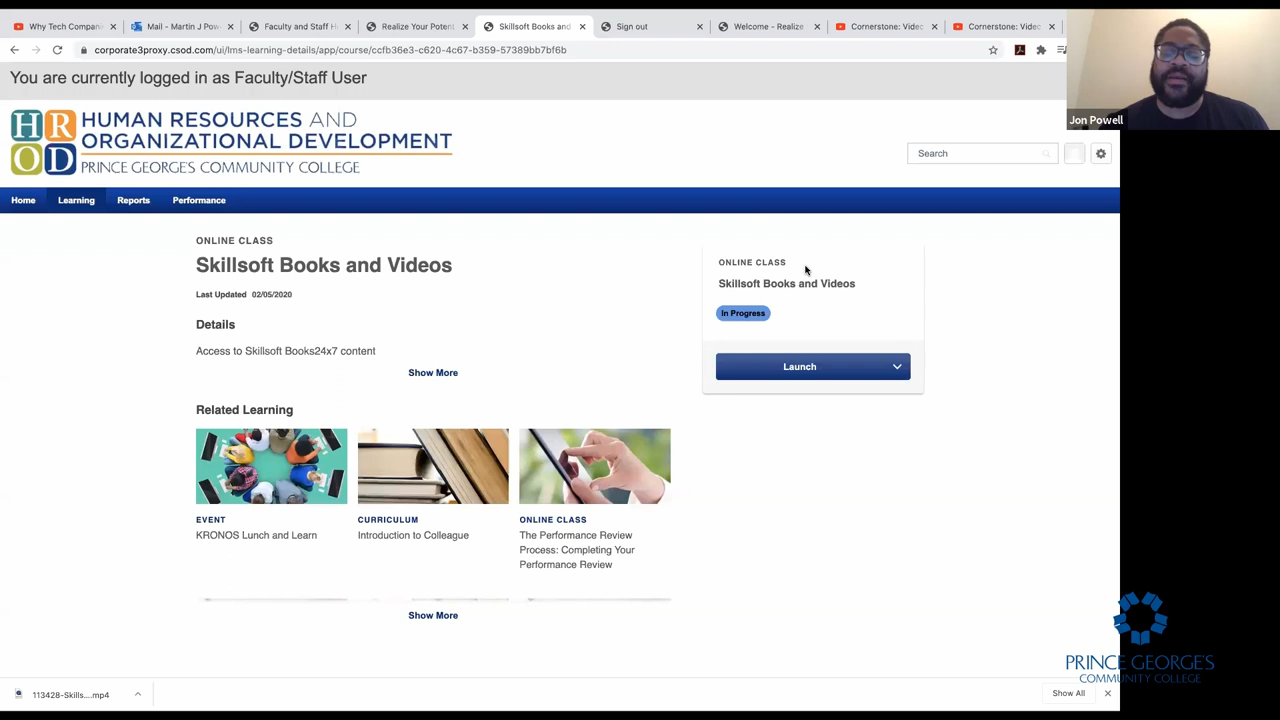 Why Tech Compani
Mail - Martin J Pow
Faculty and Staff H
Realize Your Potent
Skillsoft Books and
Sign out
Welcome - Realize
Cornerstone: Video
Cornerstone: Video
corporate3proxy.csod.com/ui/lms-learning-details/app/course/ccfb36e3-c620-4c67-b359-57389bb7bf6b
You are currently logged in as Faculty/Staff User
Jon Powell
HR
OD
HUMAN RESOURCES AND
ORGANIZATIONAL DEVELOPMENT
PRINCE GEORGE'S COMMUNITY COLLEGE
Search
Home Learning Reports Performance
ONLINE CLASS
Skillsoft Books and Videos
Last Updated 02/05/2020
Details
Access to Skillsoft Books24x7 content
Show More
ONLINE CLASS
Skillsoft Books and Videos
In Progress
Launch
Related Learning
EVENT
KRONOS Lunch and Learn
CURRICULUM
Introduction to Colleague
ONLINE CLASS
The Performance Review
Process: Completing Your
Performance Review
Show More
PRINCE GEORGE'S
COMMUNITY COLLEGE
113428-Skills....mp4
Show All